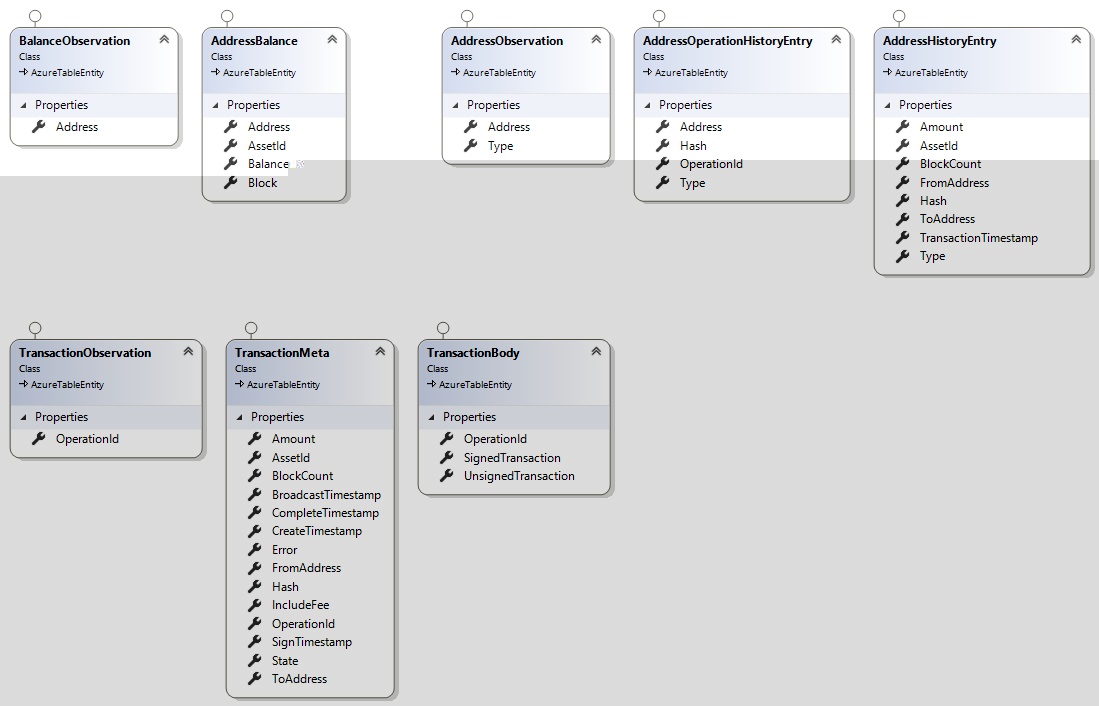 BalanceObservation
Class
AzureTableEntity
Properties
Address
AddressBalance
Class
AzureTableEntity
Properties
Address
AssetId
Balance
Block
AddressObservation
Class
AzureTableEntity
Properties
Address
Type
AddressOperationHistoryEntry
Class
AzureTableEntity
Properties
Address
Hash
OperationId
Type
AddressHistoryEntry
Class
AzureTableEntity
Properties
Amount
AssetId
BlockCount
FromAddress
Hash
ToAddress
TransactionTimestamp
Type
TransactionObservation
Class
AzureTableEntity
Properties
OperationId
TransactionMeta
Class
AzureTableEntity
Properties
Amount
AssetId
BlockCount
BroadcastTimestamp
CompleteTimestamp
CreateTimestamp
Error
FromAddress
Hash
IncludeFee
OperationId
SignTimestamp
State
ToAddress
TransactionBody
Class
AzureTableEntity
Properties
OperationId
SignedTransaction
UnsignedTransaction